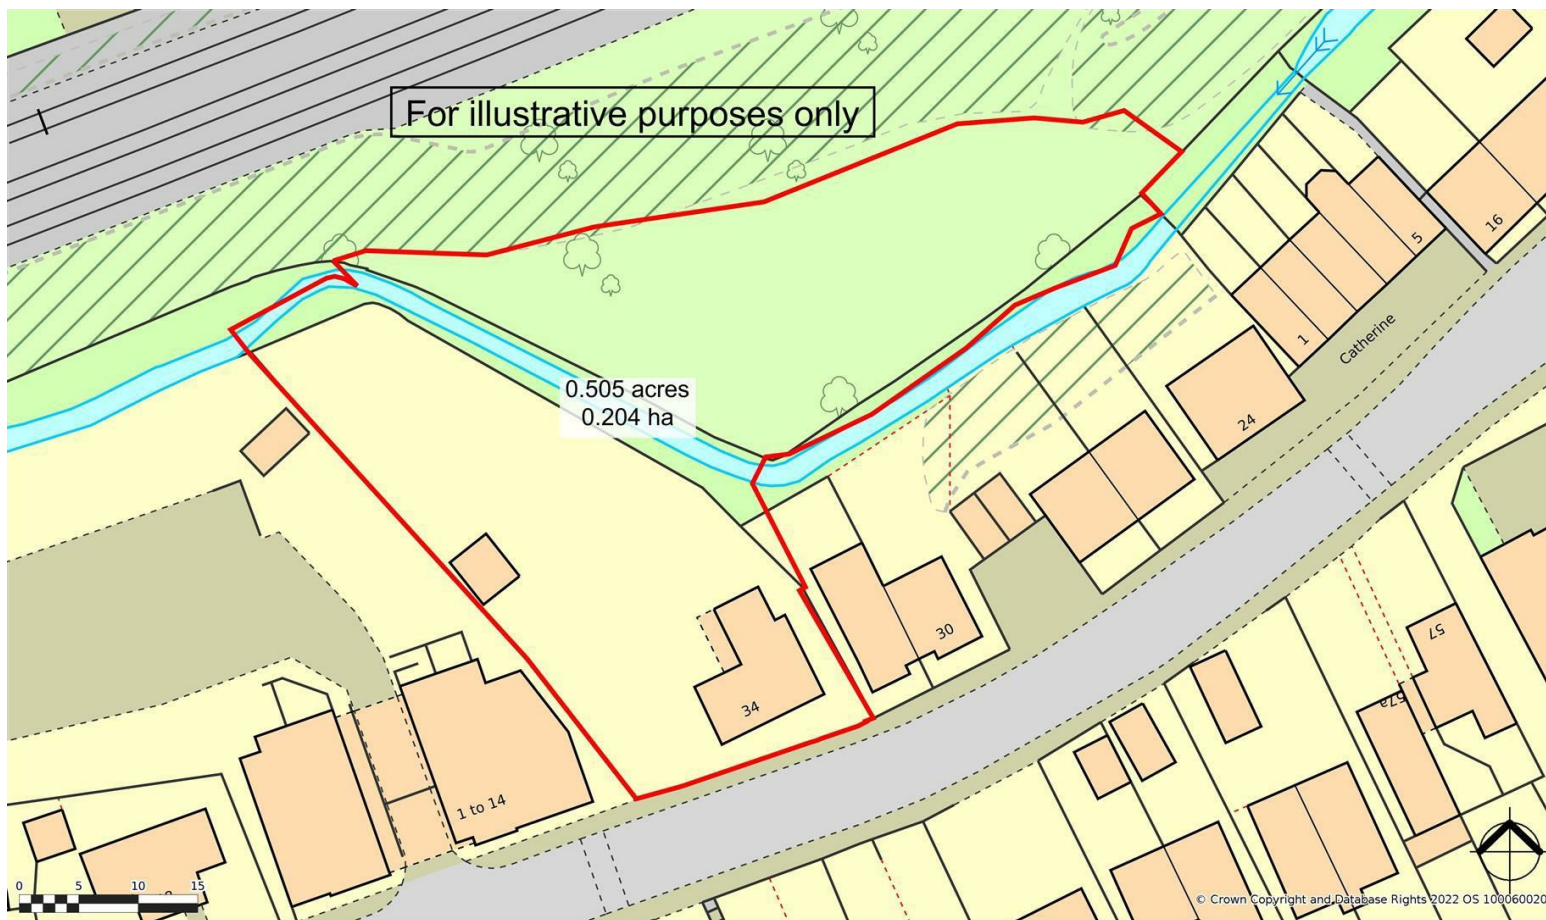 For illustrative purposes only
16
5
1
Catherine
24
0.505 acres
0.204 ha
30
57
57a
34
1 to 14
0 5 10 15
© Crown Copyright and Database Rights 2022 OS 100060020